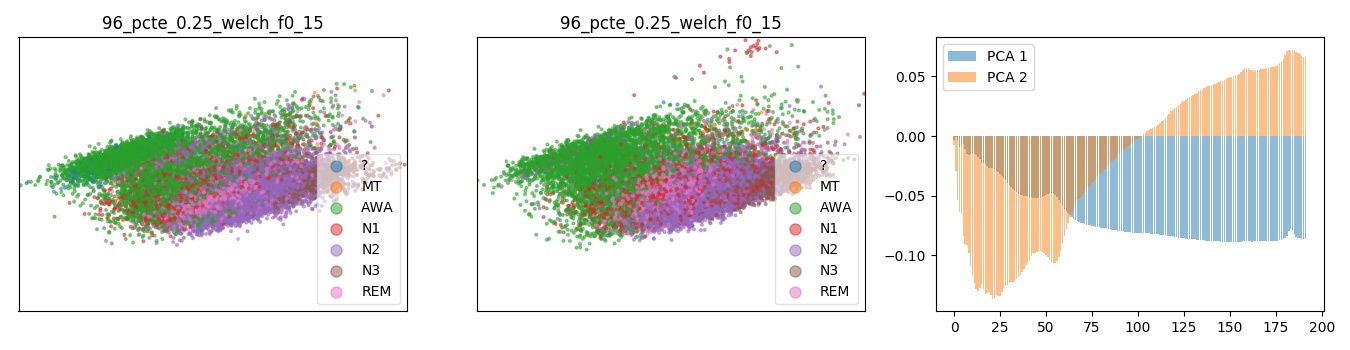 96_pcte_0.25_welch_f0_15
?
MT
AWA
N1
N2
N3
REM
96_pcte_0.25_welch_f0_15
?
MT
AWA
N1
N2
N3
REM
PCA 1
PCA 2
0.05
0.00
−0.05
−0.10
0 25 50 75 100 125 150 175 200